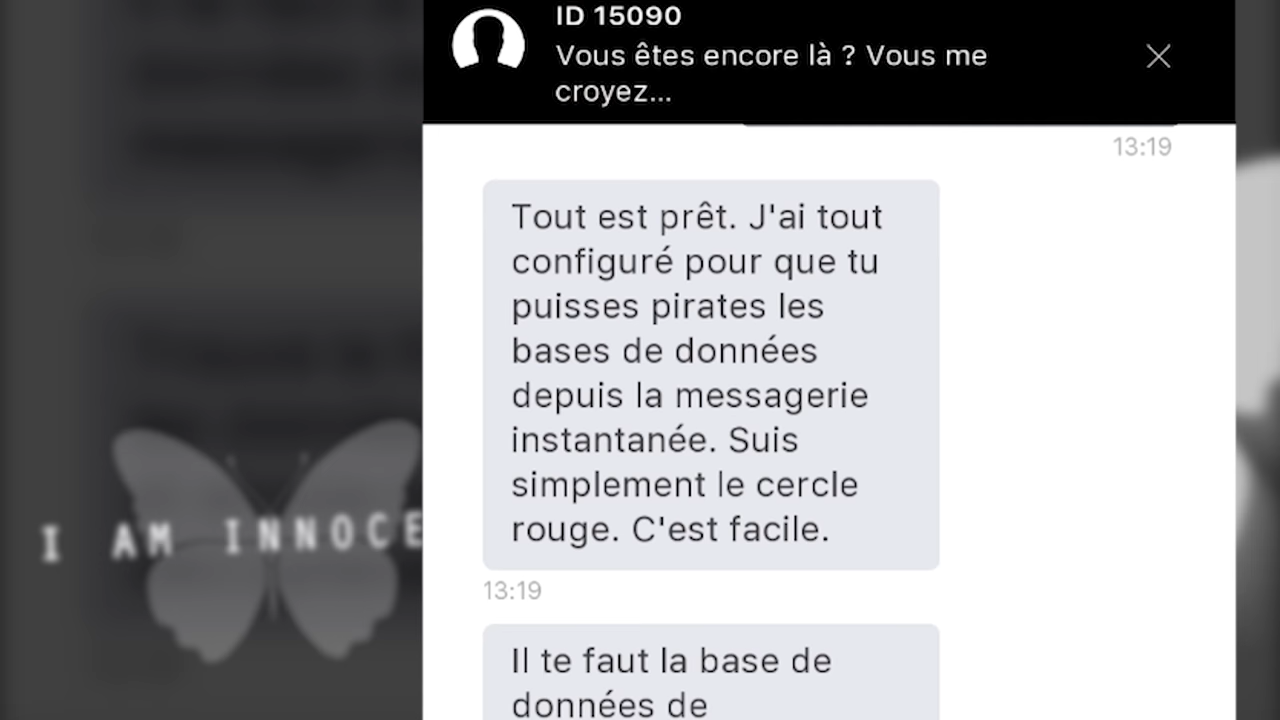 ID 15090
Vous êtes encore là ? Vous me
croyez...
13:19
Tout est prêt. J'ai tout
configuré pour que tu
puisses pirates les
bases de données
depuis la messagerie
instantanée. Suis
simplement le cercle
rouge. C'est facile.
13:19
Il te faut la base de
données de
I AM INNOCE